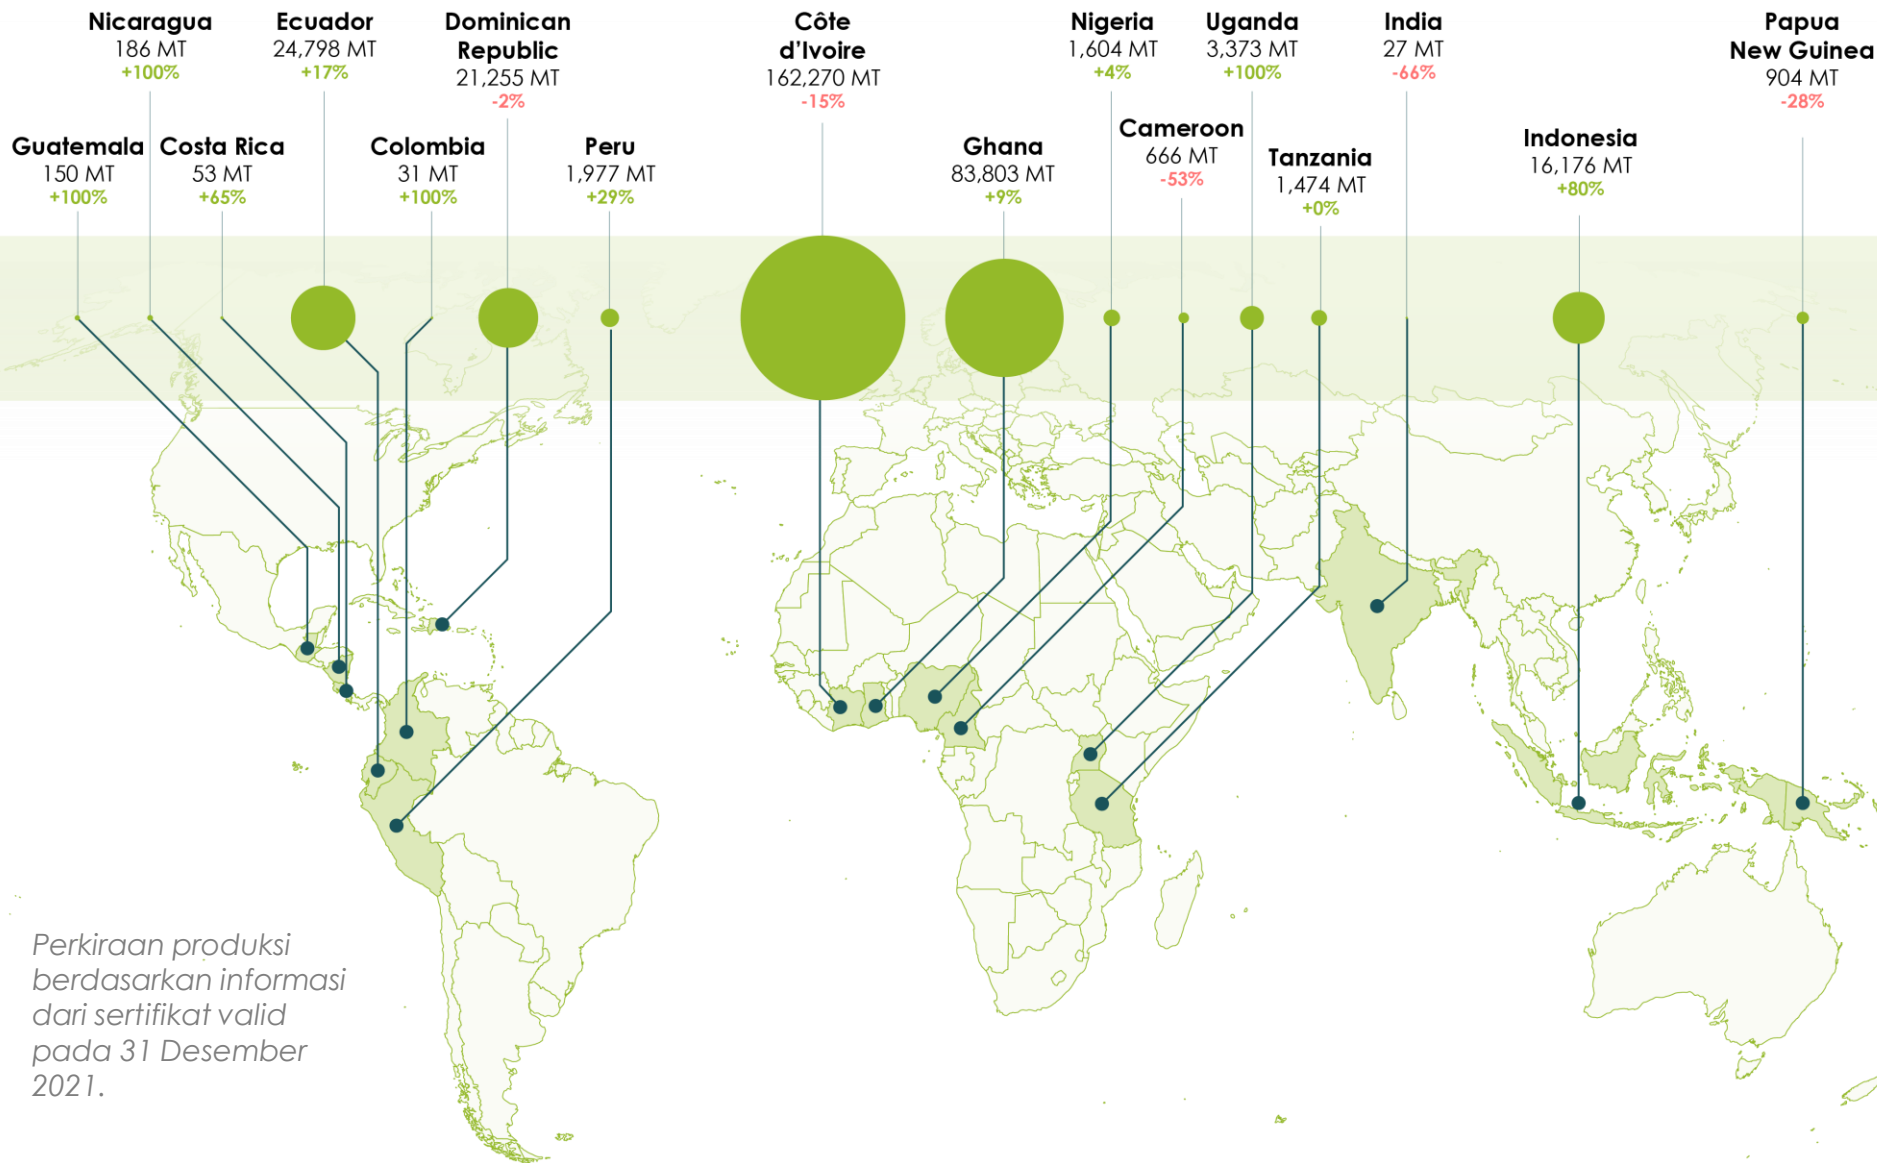 Nicaragua
186 MT
+100%
Ecuador
24,798 MT
+17%
Dominican
Republic
21,255 MT
-2%
Côte
d’Ivoire
162,270 MT
-15%
Nigeria
1,604 MT
+4%
Uganda
3,373 MT
+100%
India
27 MT
-66%
Papua
New Guinea
904 MT
-28%
Guatemala
150 MT
+100%
Costa Rica
53 MT
+65%
Colombia
31 MT
+100%
Peru
1,977 MT
+29%
Ghana
83,803 MT
+9%
Cameroon
666 MT
-53%
Tanzania
1,474 MT
+0%
Indonesia
16,176 MT
+80%
Perkiraan produksi
berdasarkan informasi
dari sertifikat valid
pada 31 Desember
2021.